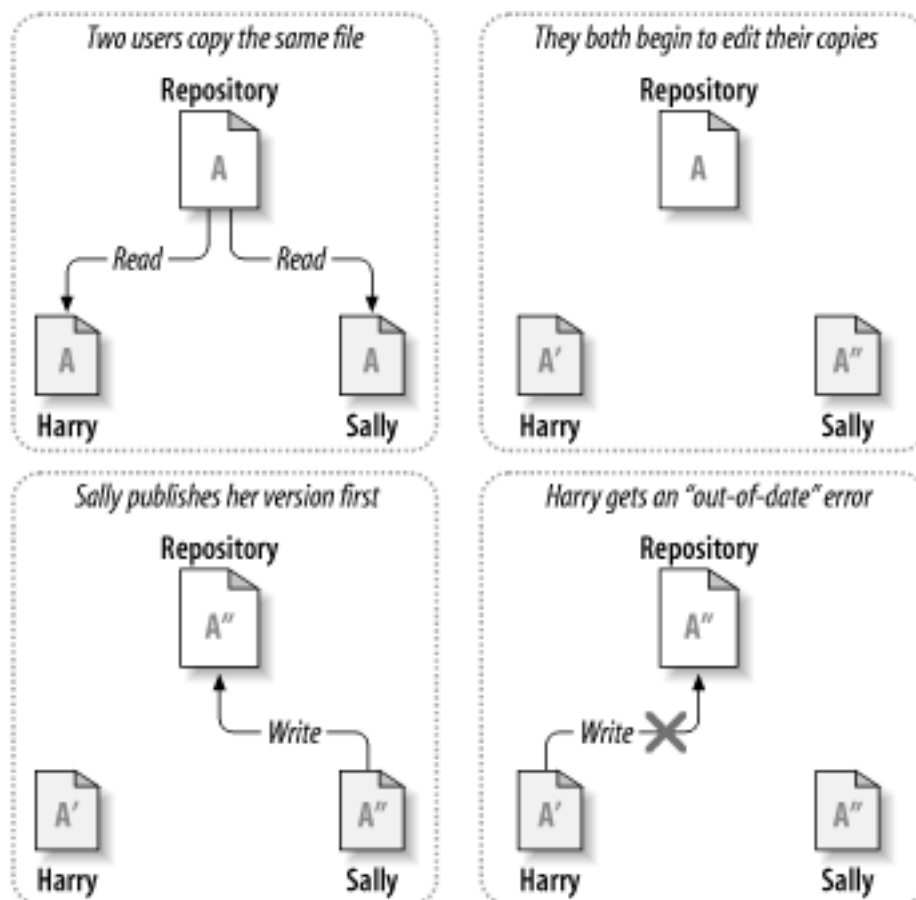 Two users copy the same file
Repository
A
Read Read
A A
Harry Sally
They both begin to edit their copies
Repository
A
A′ A″
Harry Sally
Sally publishes her version first
Repository
A″
Write
A′ A″
Harry Sally
Harry gets an “out-of-date” error
Repository
A″
Write
A′ A″
Harry Sally